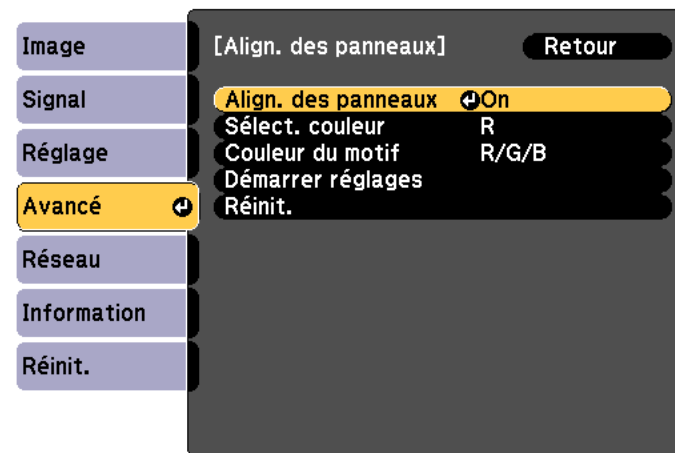 Image
Signal
Réglage
Avancé
Réseau
Information
Réinit.
[Align. des panneaux] Retour
Align. des panneaux On
Sélect. couleur R
Couleur du motif R/G/B
Démarrer réglages
Réinit.